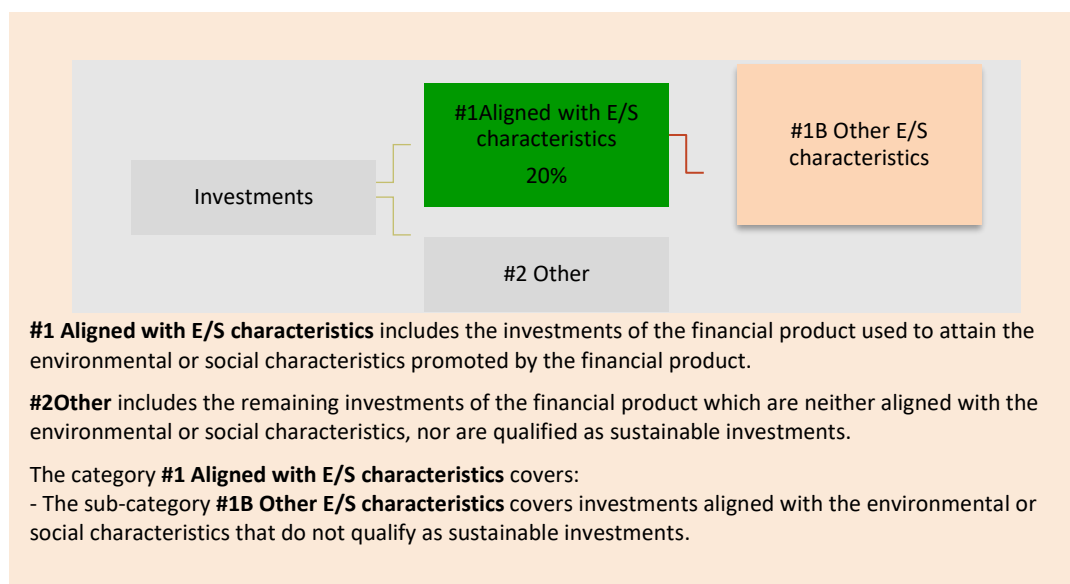 #1Aligned with E/S
characteristics
20%
#1B Other E/S
characteristics
Investments
#2 Other
#1 Aligned with E/S characteristics includes the investments of the financial product used to attain the
environmental or social characteristics promoted by the financial product.
#2Other includes the remaining investments of the financial product which are neither aligned with the
environmental or social characteristics, nor are qualified as sustainable investments.
The category #1 Aligned with E/S characteristics covers:
- The sub-category #1B Other E/S characteristics covers investments aligned with the environmental or
social characteristics that do not qualify as sustainable investments.